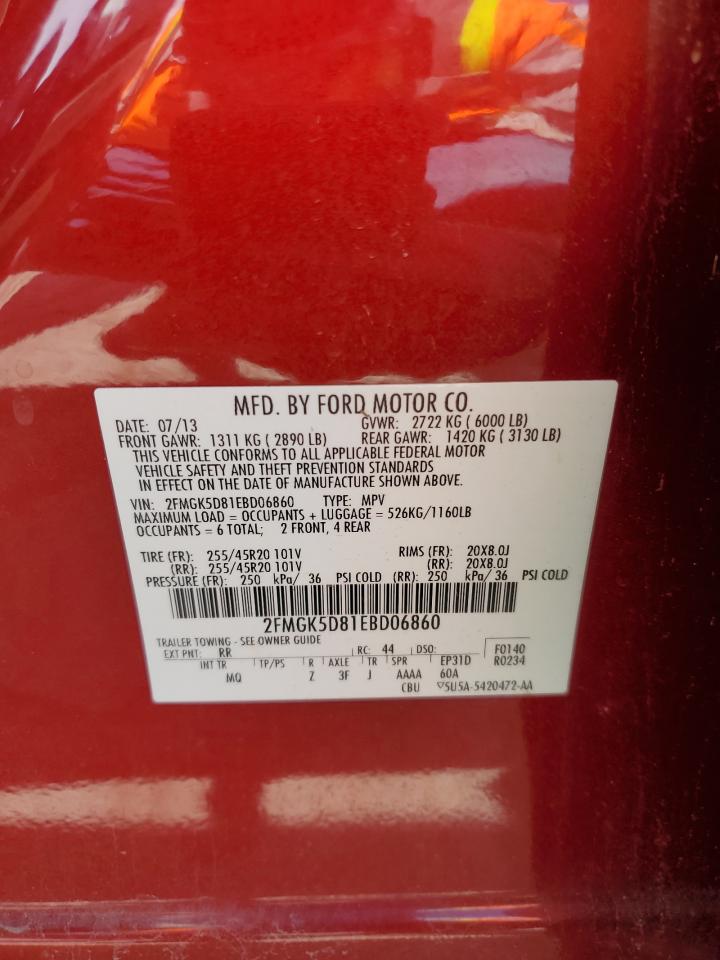 MFD. BY FORD MOTOR CO.
DATE: 07/13 GVWR: 2722 KG ( 6000 LB)
FRONT GAWR: 1311 KG ( 2890 LB) REAR GAWR: 1420 KG ( 3130 LB)
THIS VEHICLE CONFORMS TO ALL APPLICABLE FEDERAL MOTOR
VEHICLE SAFETY AND THEFT PREVENTION STANDARDS
IN EFFECT ON THE DATE OF MANUFACTURE SHOWN ABOVE.
VIN: 2FMGK5D81EBD06860 TYPE: MPV
MAXIMUM LOAD = OCCUPANTS + LUGGAGE = 526KG/1160LB
OCCUPANTS = 6 TOTAL; 2 FRONT, 4 REAR
TIRE (FR): 255/45R20 101V RIMS (FR): 20X8.0J
(RR): 255/45R20 101V (RR): 20X8.0J
PRESSURE (FR): 250 kPa/ 36 PSI COLD (RR): 250 kPa/ 36 PSI COLD
2FMGK5D81EBD06860
TRAILER TOWING - SEE OWNER GUIDE
EXT PNT: RR RC: 44 DSO: F0140
INT TR TP/PS R AXLE TR SPR EP31D R0234
MQ Z 3F J AAAA 60A
CBU 5U5A-5420472-AA